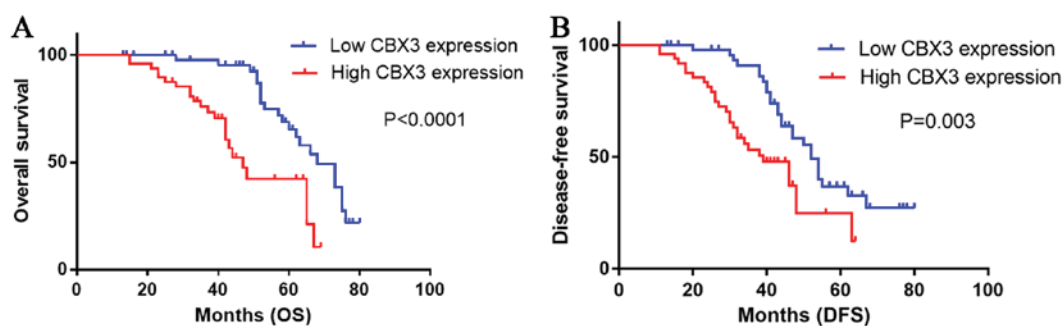 A
Overall survival
100
50
0
Low CBX3 expression
High CBX3 expression
P<0.0001
0 20 40 60 80 100
Months (OS)
B
Disease-free survival
100
50
0
Low CBX3 expression
High CBX3 expression
P=0.003
0 20 40 60 80 100
Months (DFS)